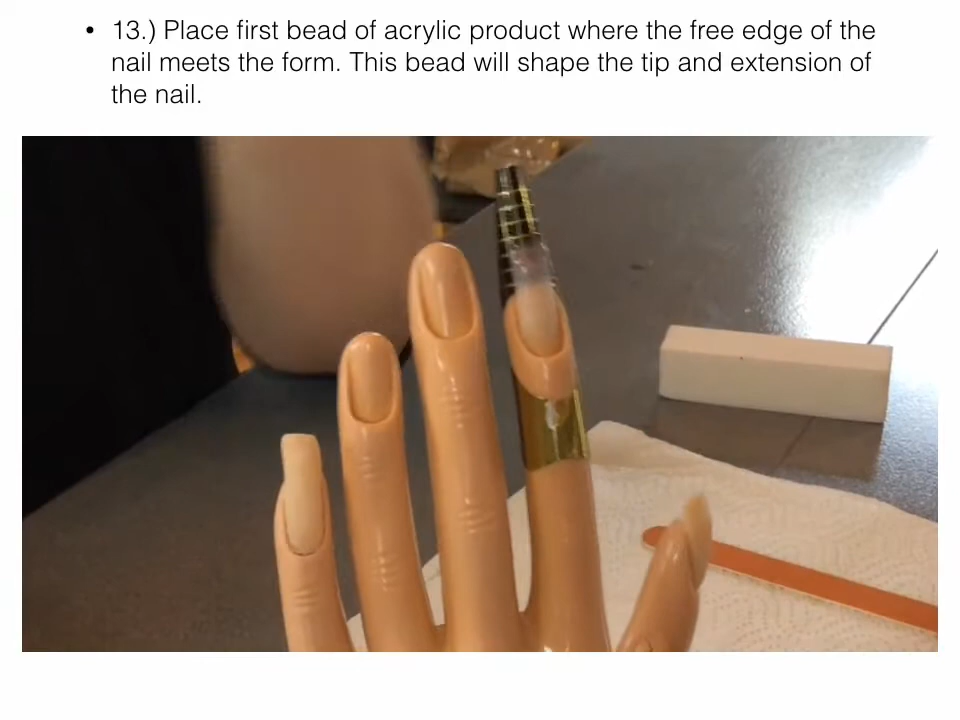 • 13.) Place first bead of acrylic product where the free edge of the
nail meets the form. This bead will shape the tip and extension of
the nail.